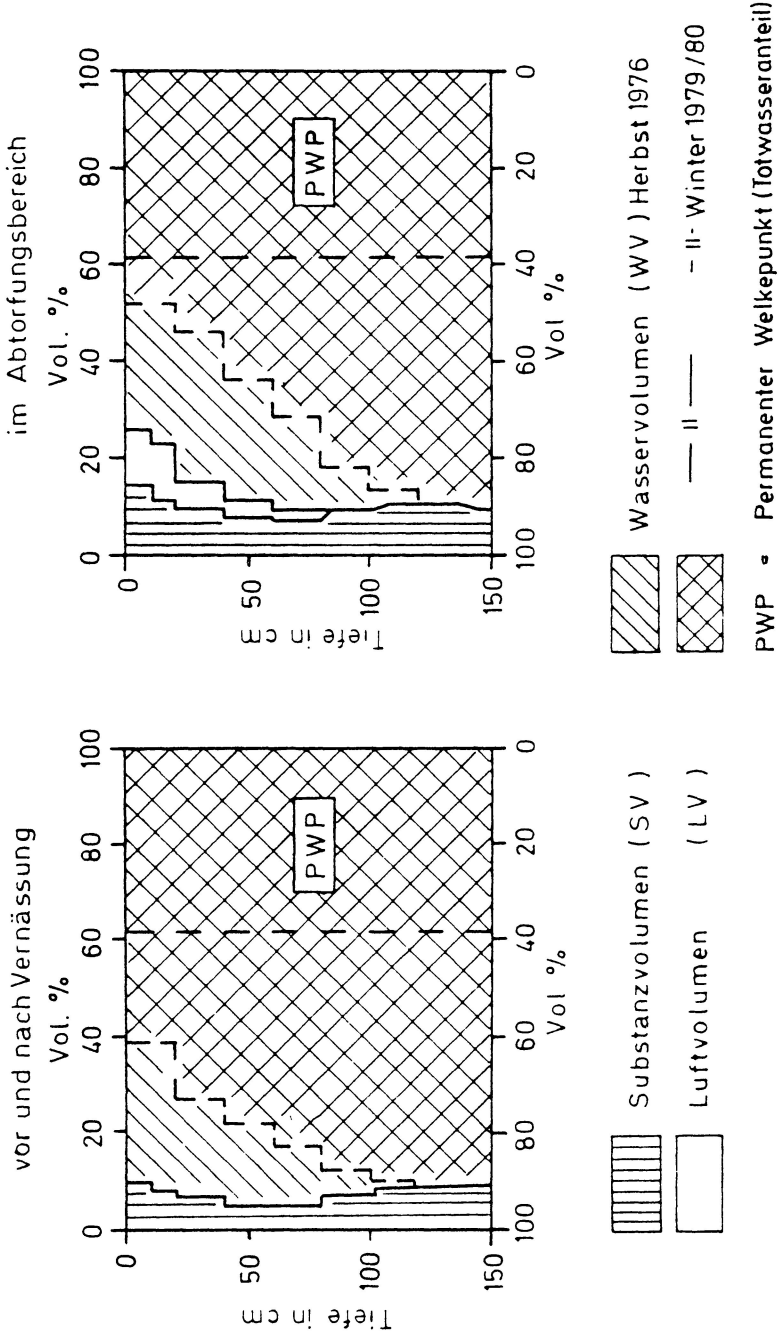 vor und nach Vernässung
Vol. %
0 20 40 60 80 100
0
50
100
150
Tiefe in cm
PWP
100 80 60 40 20 0
Vol %
im Abtorfungsbereich
Vol. %
0 20 40 60 80 100
0
50
100
150
Tiefe in cm
PWP
100 80 60 40 20 0
Vol %
Substanzvolumen (SV)
Luftvolumen (LV)
Wasservolumen (WV) Herbst 1976
— " — - " - Winter 1979/80
PWP = Permanenter Welkepunkt (Totwasseranteil)